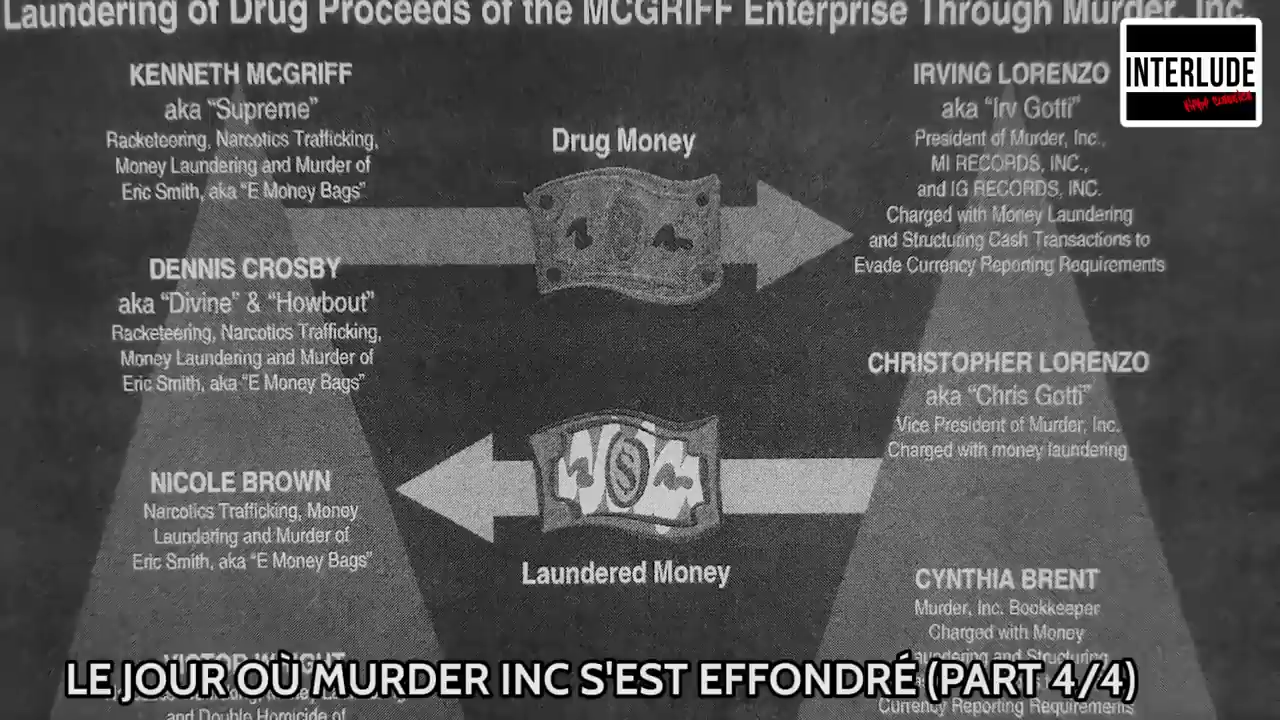 Laundering of Drug Proceeds of the MCGRIFF Enterprise Through Murder, Inc.
INTERLUDE
KENNETH MCGRIFF
aka "Supreme"
Racketeering, Narcotics Trafficking,
Money Laundering and Murder of
Eric Smith, aka "E Money Bags"
DENNIS CROSBY
aka "Divine" & "Howbout"
Racketeering, Narcotics Trafficking,
Money Laundering and Murder of
Eric Smith, aka "E Money Bags"
NICOLE BROWN
Narcotics Trafficking, Money
Laundering and Murder of
Eric Smith, aka "E Money Bags"
VICTOR WRIGHT
and Double Homicide of
Drug Money
Laundered Money
IRVING LORENZO
aka "Irv Gotti"
President of Murder, Inc.,
MI RECORDS, INC.,
and IG RECORDS, INC.
Charged with Money Laundering
and Structuring Cash Transactions to
Evade Currency Reporting Requirements
CHRISTOPHER LORENZO
aka "Chris Gotti"
Vice President of Murder, Inc.
Charged with money laundering
CYNTHIA BRENT
Murder, Inc. Bookkeeper
Charged with Money
Laundering and Structuring
Currency Reporting Requirements
LE JOUR OÙ MURDER INC S'EST EFFONDRÉ (PART 4/4)